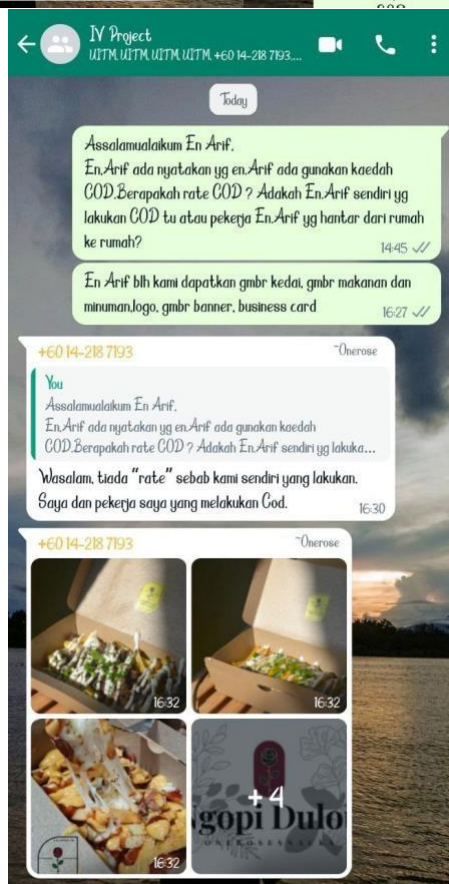 IV Project
UITM, UITM, UITM, UITM, +60 14-218 7193,...
Today
Assalamualaikum En Arif,
En.Arif ada nyatakan yg en.Arif ada gunakan kaedah
COD.Berapakah rate COD ? Adakah En.Arif sendiri yg
lakukan COD tu atau pekerja En.Arif yg hantar dari rumah
ke rumah?
14:45
En Arif blh kami dapatkan gmbr kedai, gmbr makanan dan
minuman,logo, gmbr banner, business card
16:27
+60 14-218 7193 ~Onerose
You
Assalamualaikum En Arif,
En.Arif ada nyatakan yg en.Arif ada gunakan kaedah
COD.Berapakah rate COD ? Adakah En.Arif sendiri yg lakuka...
Wasalam, tiada "rate" sebab kami sendiri yang lakukan.
Saya dan pekerja saya yang melakukan Cod.
16:30
+60 14-218 7193 ~Onerose
16:32
16:32
16:32
+4
gopi Dulo